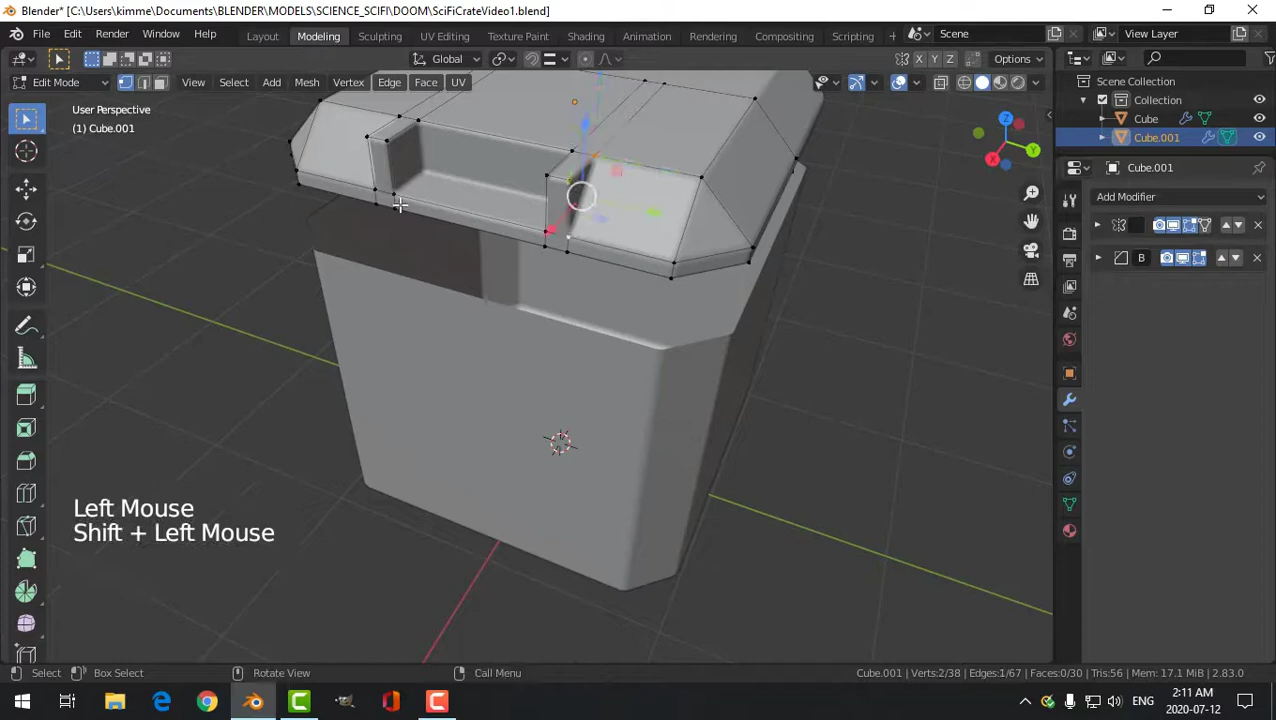 Blender* [C:\Users\kimme\Documents\BLENDER\MODELS\SCIENCE_SCIFI\DOOM\SciFiCrateVideo1.blend]
File Edit Render Window Help Layout Modeling Sculpting UV Editing Texture Paint Shading Animation Rendering Compositing Scripting + Scene View Layer
Global X Y Z Options
Edit Mode View Select Add Mesh Vertex Edge Face UV
User Perspective
(1) Cube.001
Scene Collection
Collection
Cube
Cube.001
Z
Y
X
Cube.001
Add Modifier
B
Left Mouse
Shift + Left Mouse
Select Box Select Rotate View Call Menu Cube.001 | Verts:2/38 | Edges:1/67 | Faces:0/30 | Tris:56 | Mem: 17.1 MiB | 2.83.0
ENG 2:11 AM
2020-07-12